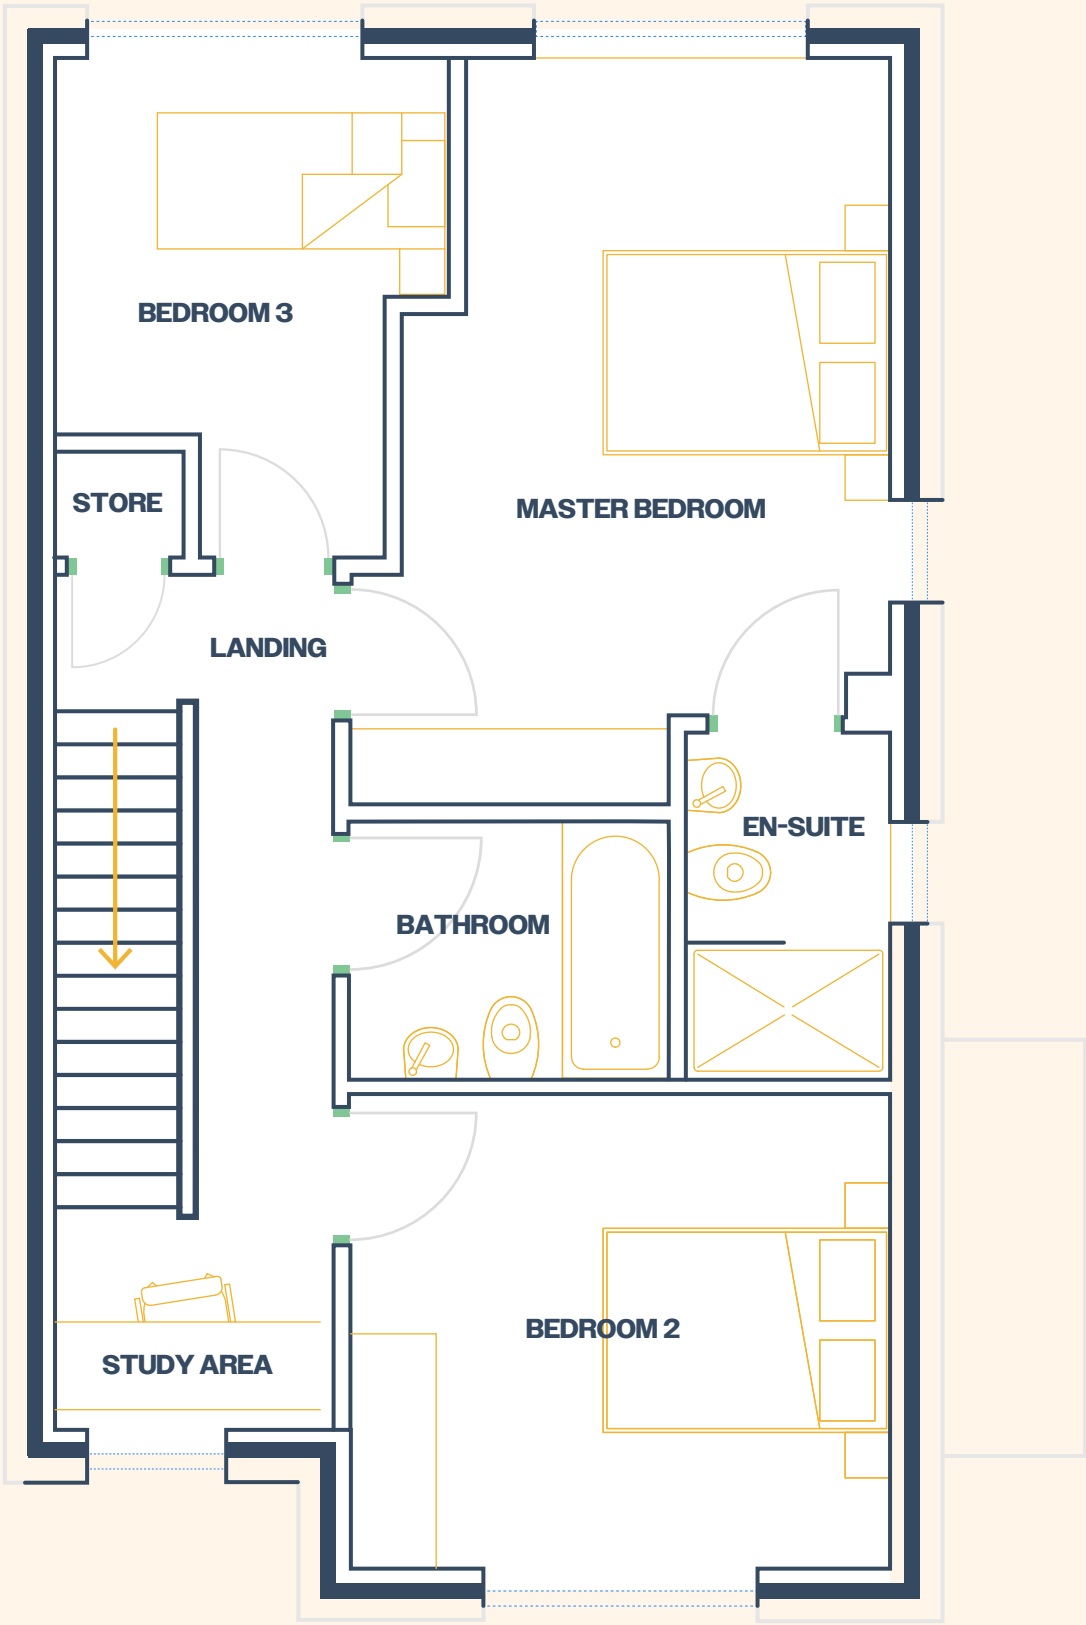 BEDROOM 3
STORE
MASTER BEDROOM
LANDING
EN-SUITE
BATHROOM
BEDROOM 2
STUDY AREA